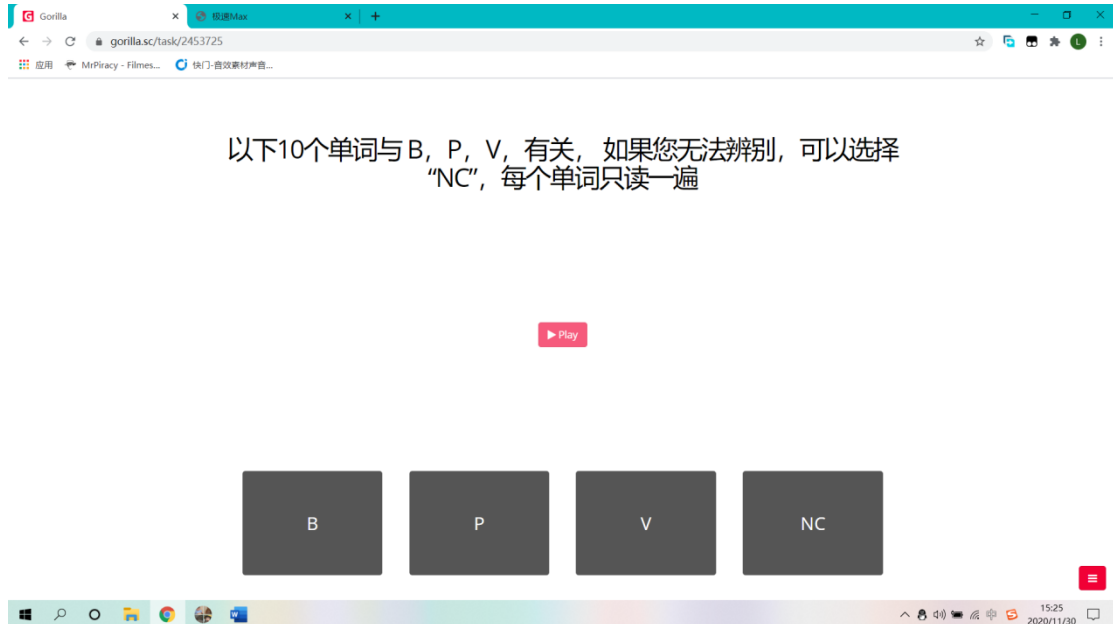 Gorilla
极速Max
gorilla.sc/task/2453725
L
应用
MrPiracy - Filmes...
快门-音效素材声音...
以下10个单词与 B，P，V，有关， 如果您无法辨别，可以选择
“NC”，每个单词只读一遍
Play
B
P
V
NC
中
15:25
2020/11/30